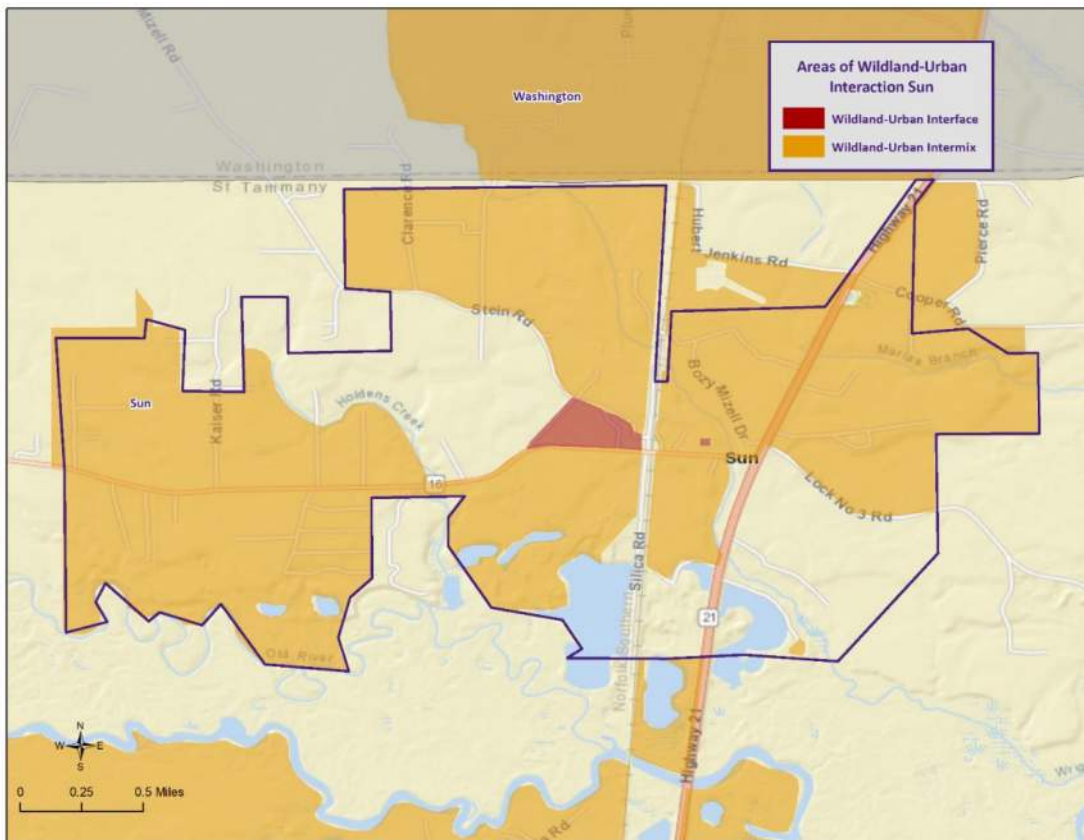 Mizell Rd
Plum
Washington
Areas of Wildland-Urban
Interaction Sun
Wildland-Urban Interface
Wildland-Urban Intermix
Washington
St Tammany
Clarence Rd
Hubert
Jenkins Rd
Highway 21
Pierce Rd
Cooper Rd
Stein Rd
Marias Branch
Bozy Mizell Dr
Sun
Kaiser Rd
Holdens Creek
Sun
16
Lock No 3 Rd
Silica Rd
21
Norfolk Southern
Old River
Highway 21
N
W E
S
0 0.25 0.5 Miles
Rd